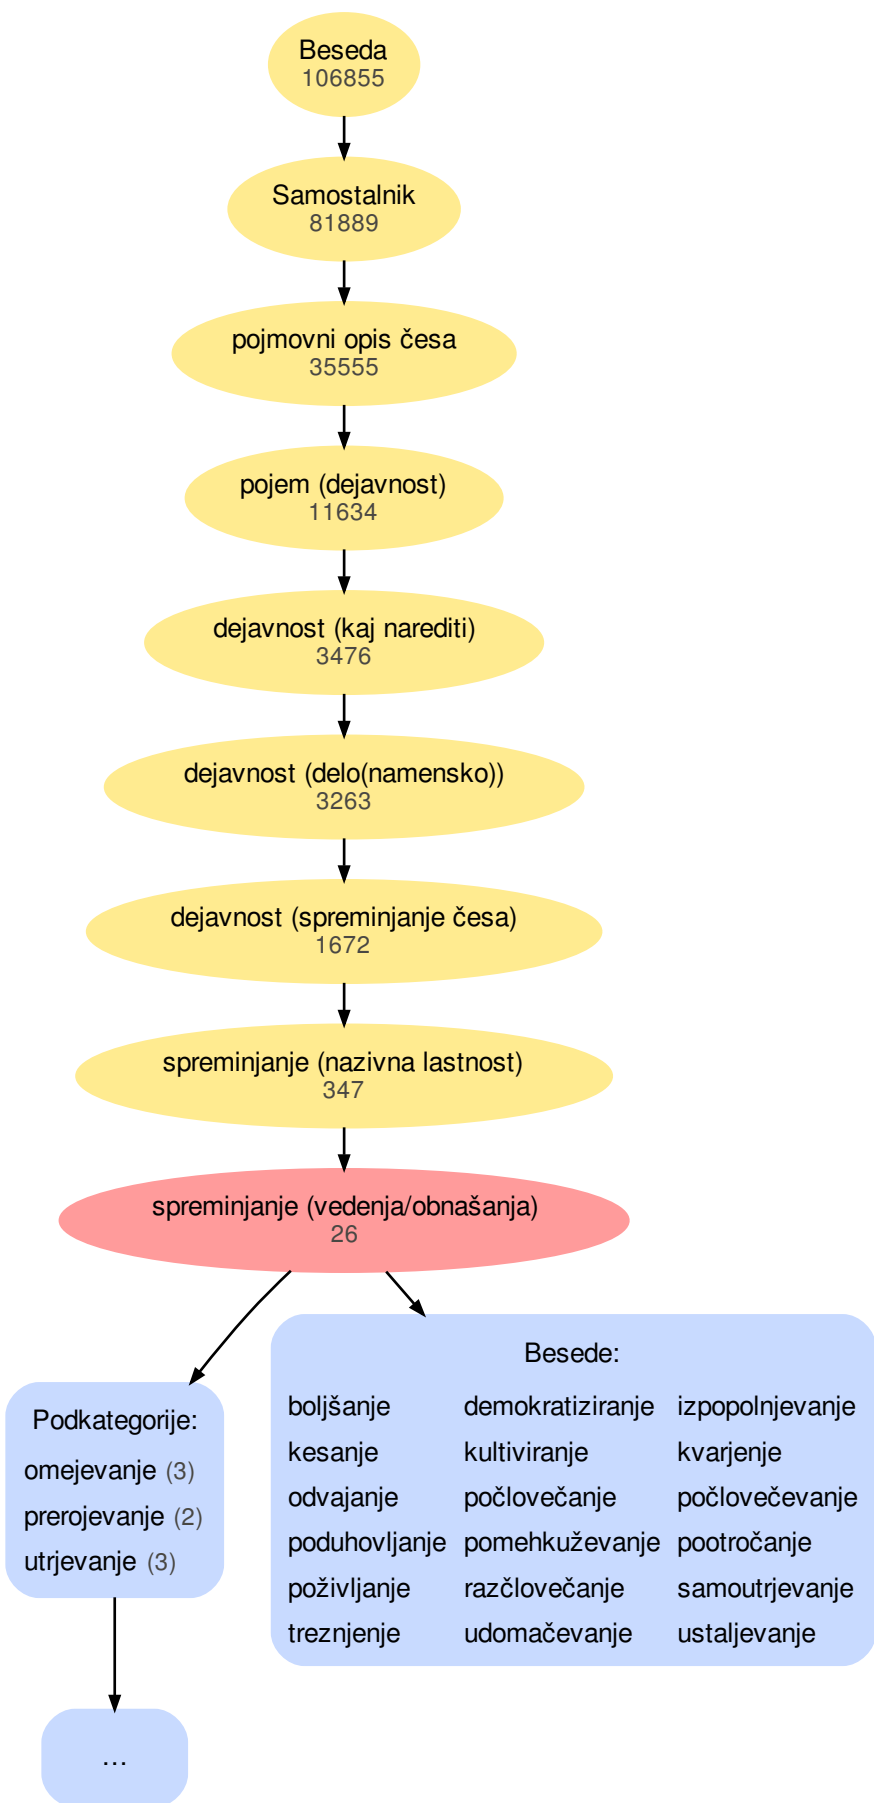 Beseda
106855
Samostalnik
81889
pojmovni opis česa
35555
pojem (dejavnost)
11634
dejavnost (kaj narediti)
3476
dejavnost (delo(namensko))
3263
dejavnost (spreminjanje česa)
1672
spreminjanje (nazivna lastnost)
347
spreminjanje (vedenja/obnašanja)
26
Podkategorije:
omejevanje (3)
prerojevanje (2)
utrjevanje (3)
...
Besede:
boljšanje demokratiziranje izpopolnjevanje
kesanje kultiviranje kvarjenje
odvajanje počlovečanje počlovečevanje
poduhovljanje pomehkuževanje pootročanje
poživljanje razčlovečanje samoutrjevanje
treznjenje udomačevanje ustaljevanje